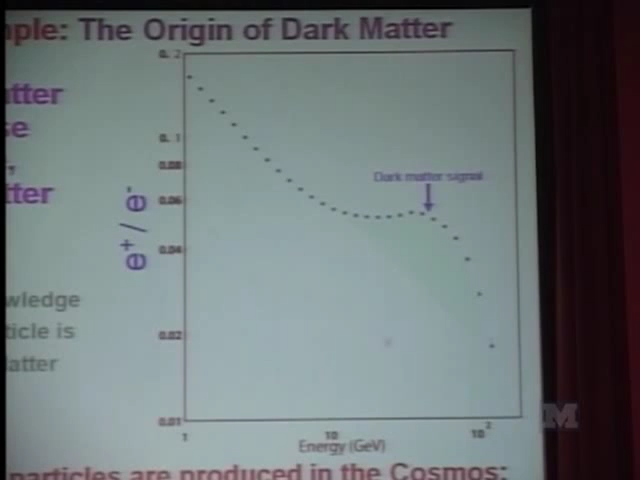 mple: The Origin of Dark Matter
atter
se
,
tter
wledge
ticle is
latter
0.2
0.1
0.08
0.06
0.04
0.02
0.01
e+ / e-
Dark matter signal
1
10
10²
Energy (GeV)
particles are produced in the Cosmos:
M